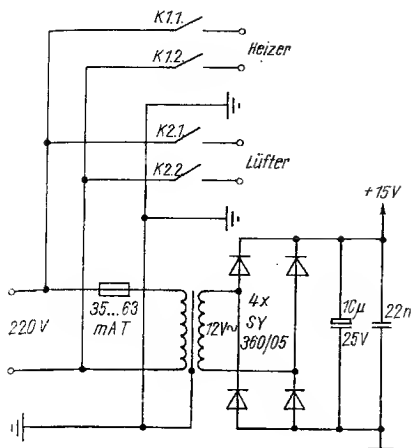 K1.1.
K1.2.
Heizer
K2.1
K2.2
Lüfter
+15V
35...63
mAT
220V
12V~
4x
SY
360/05
10µ
25V
22n